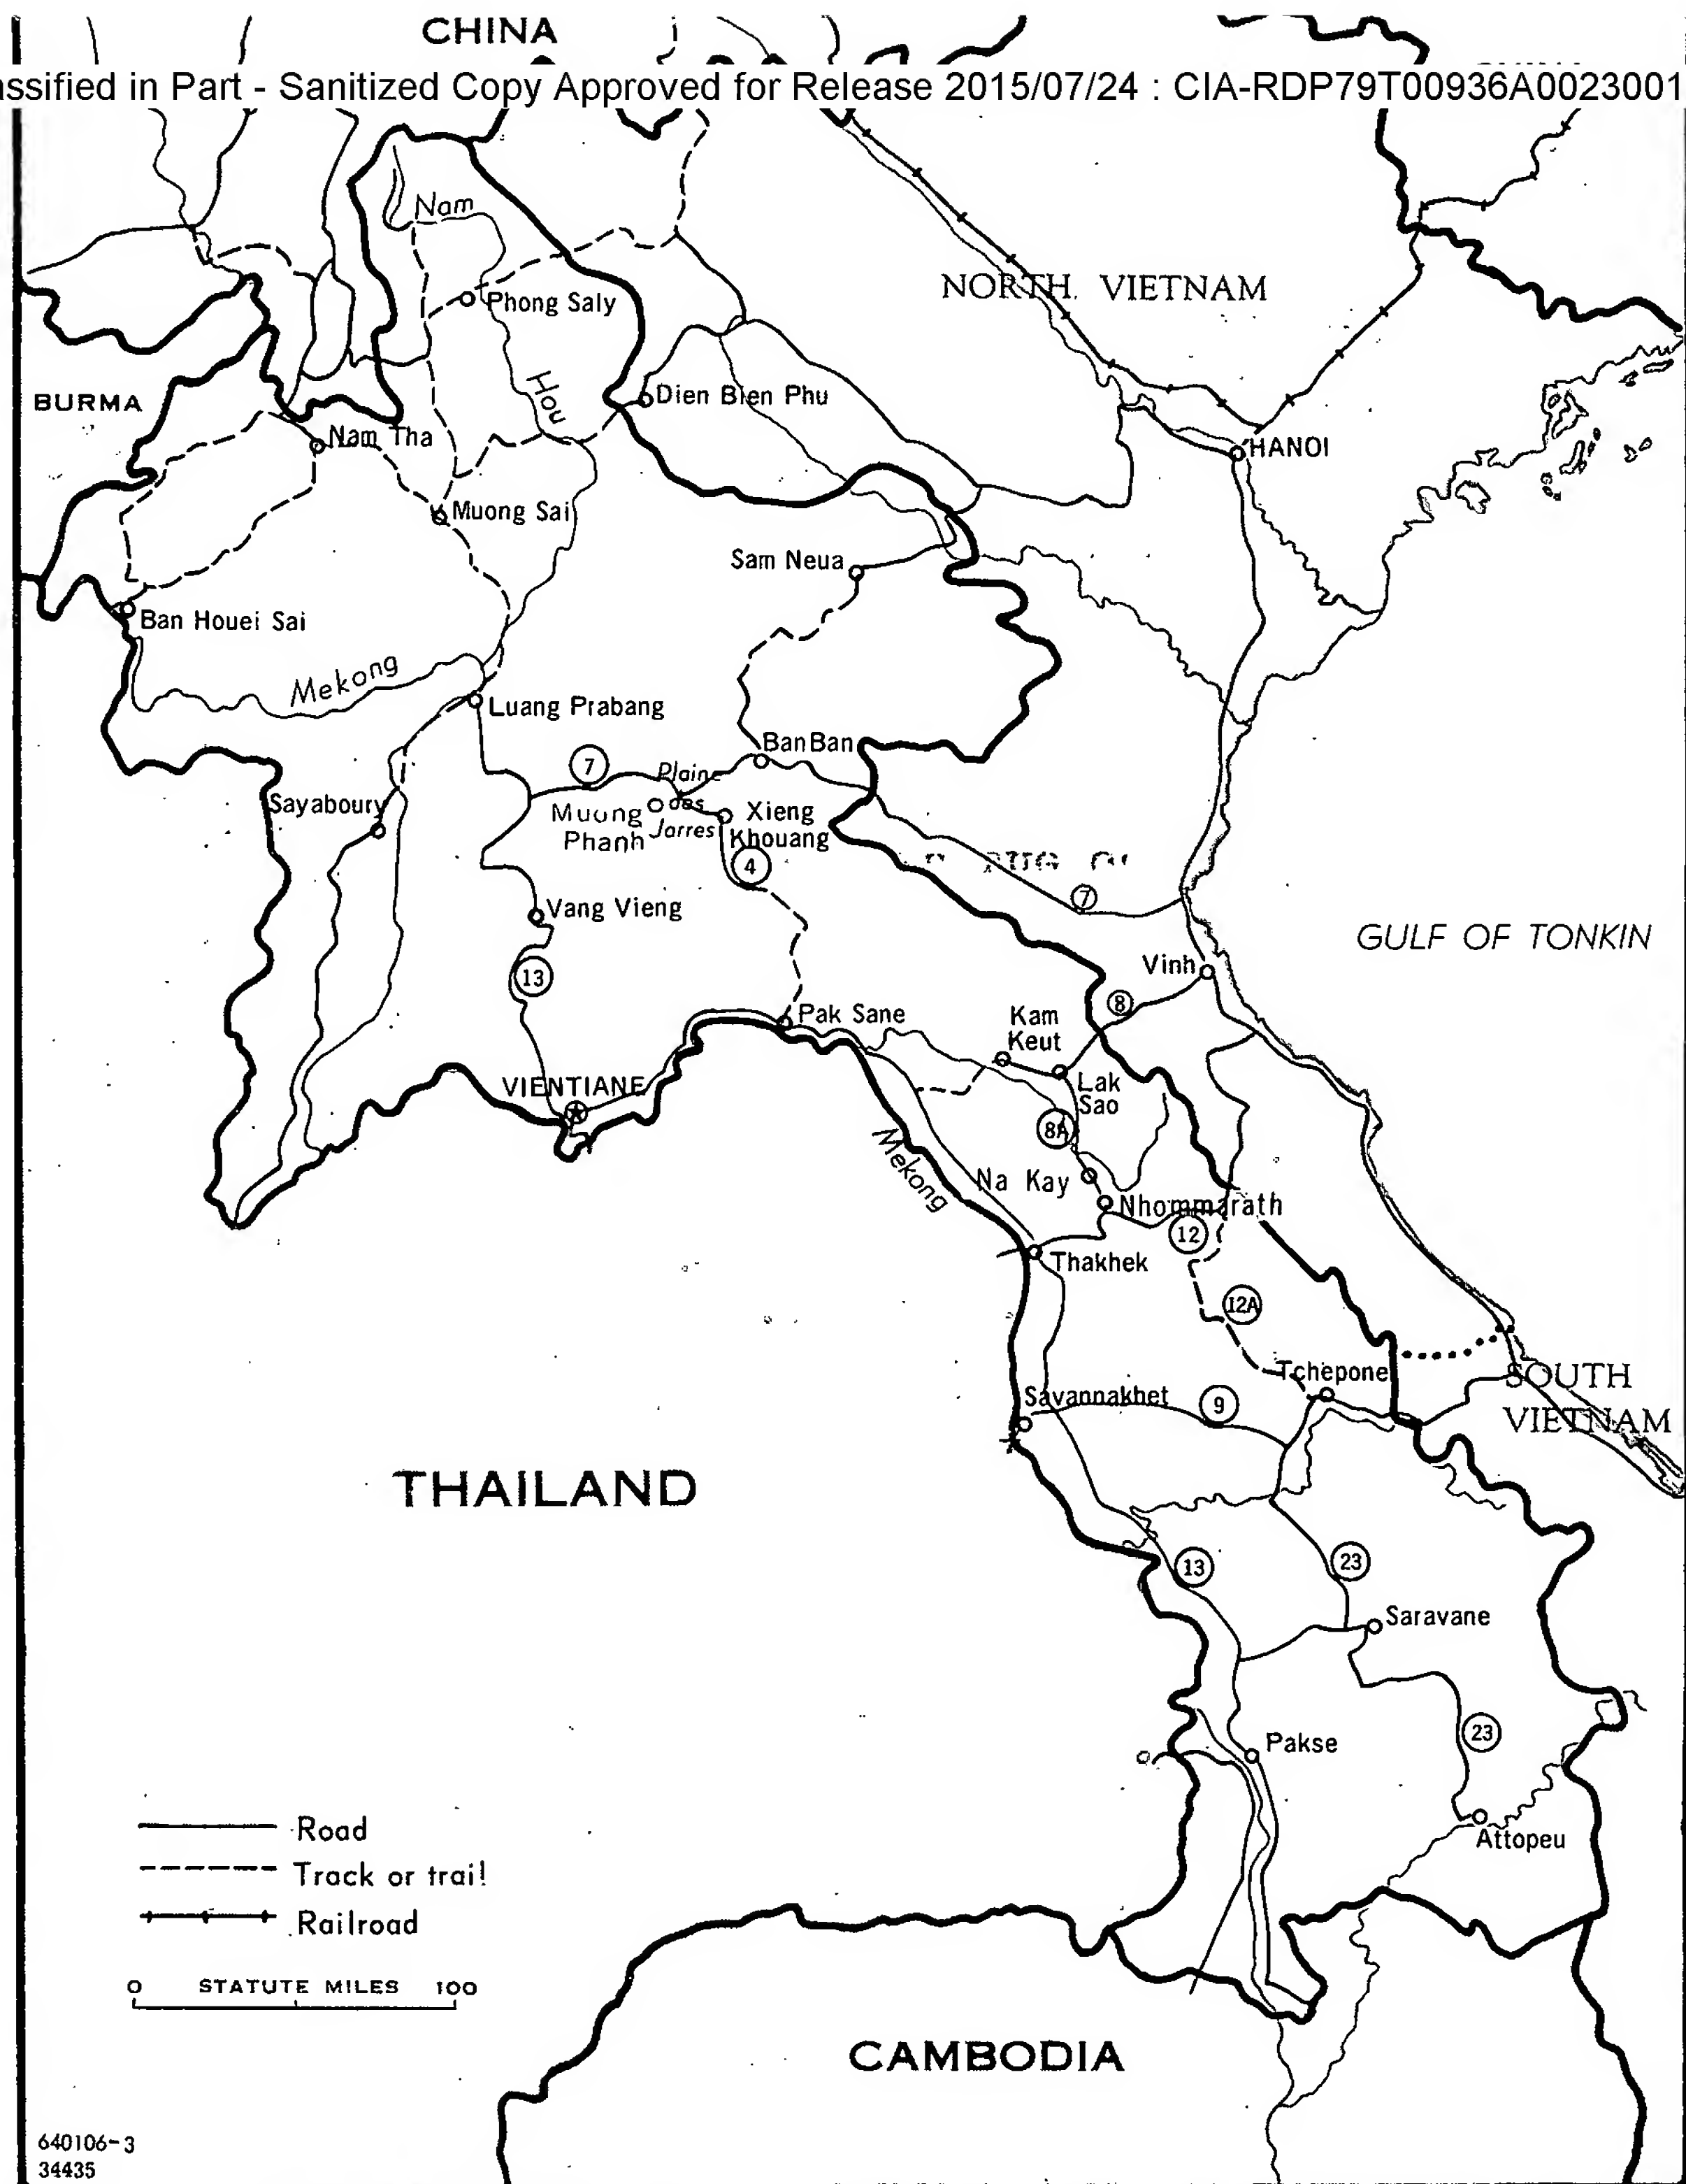 CHINA
assified in Part - Sanitized Copy Approved for Release 2015/07/24 : CIA-RDP79T00936A0023001
Nam
NORTH VIETNAM
Phong Saly
Hou
BURMA
Dien Bien Phu
Nam Tha
HANOI
Muong Sai
Sam Neua
Ban Houei Sai
Mekong
Luang Prabang
Ban Ban
7
Plaine
des
Jarres
Sayaboury
Muong
Phanh
Xieng
Khouang
4
7
Vang Vieng
GULF OF TONKIN
Vinh
13
8
Pak Sane
Kam
Keut
VIENTIANE
Lak
Sao
8A
Mekong
Na Kay
Nhommarath
12
Thakhek
12A
Tchepone
SOUTH
VIETNAM
Savannakhet
9
THAILAND
13
23
Saravane
23
Pakse
Attopeu
Road
Track or trail
Railroad
0 STATUTE MILES 100
CAMBODIA
640106-3
34435